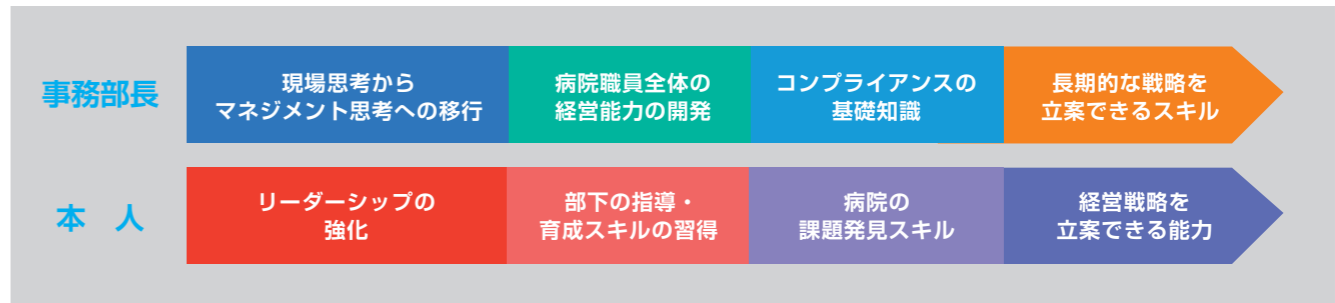 事務部長
現場思考から
マネジメント思考への移行
病院職員全体の
経営能力の開発
コンプライアンスの
基礎知識
長期的な戦略を
立案できるスキル
本　人
リーダーシップの
強化
部下の指導・
育成スキルの習得
病院の
課題発見スキル
経営戦略を
立案できる能力